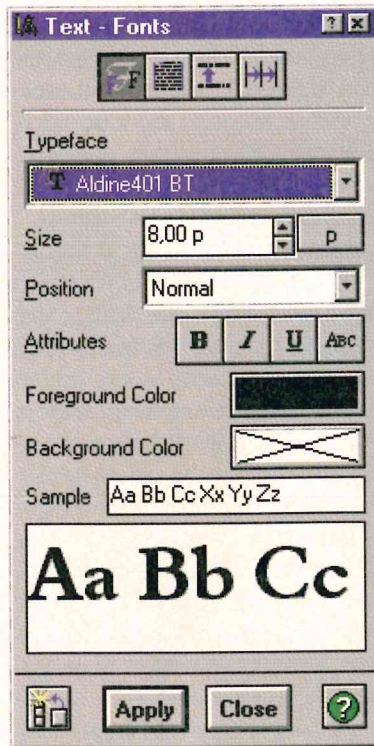 Text - Fonts
Typeface
Aldine401 BT
Size 8,00 p p
Position Normal
Attributes B I U ABC
Foreground Color
Background Color
Sample Aa Bb Cc Xx Yy Zz
Aa Bb Cc
Apply Close